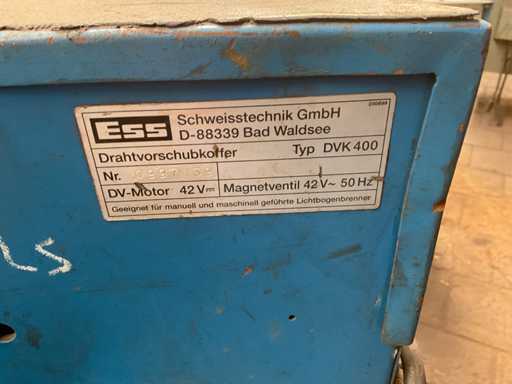 ESS
Schweisstechnik GmbH
D-88339 Bad Waldsee
Drahtvorschubkoffer Typ DVK 400
Nr.
DV-Motor 42 V⎓ Magnetventil 42 V~ 50 Hz
Geeignet für manuell und maschinell geführte Lichtbogenbrenner